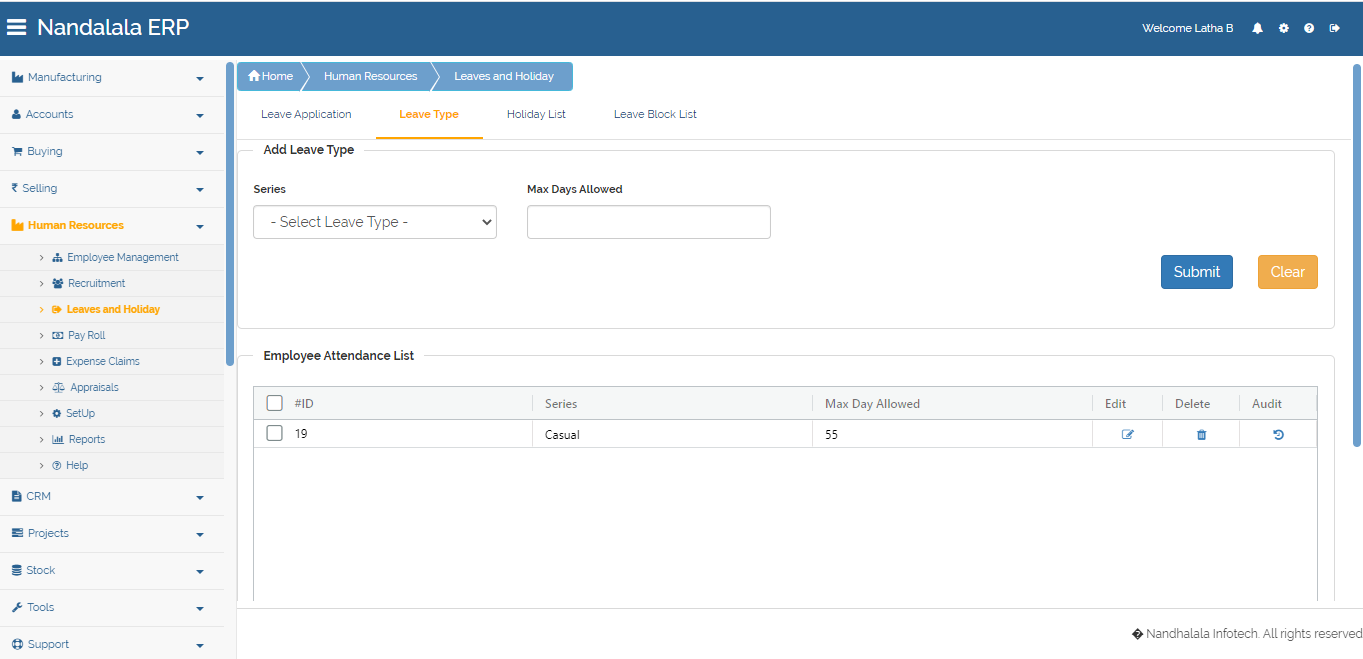 Nandalala ERP
Welcome Latha B
Manufacturing
Accounts
Buying
Selling
Human Resources
Employee Management
Recruitment
Leaves and Holiday
Pay Roll
Expense Claims
Appraisals
SetUp
Reports
Help
CRM
Projects
Stock
Tools
Support
Home Human Resources Leaves and Holiday
Leave Application Leave Type Holiday List Leave Block List
Add Leave Type
Series Max Days Allowed
- Select Leave Type -
Submit Clear
Employee Attendance List
#ID Series Max Day Allowed Edit Delete Audit
19 Casual 55
� Nandhalala Infotech. All rights reserved